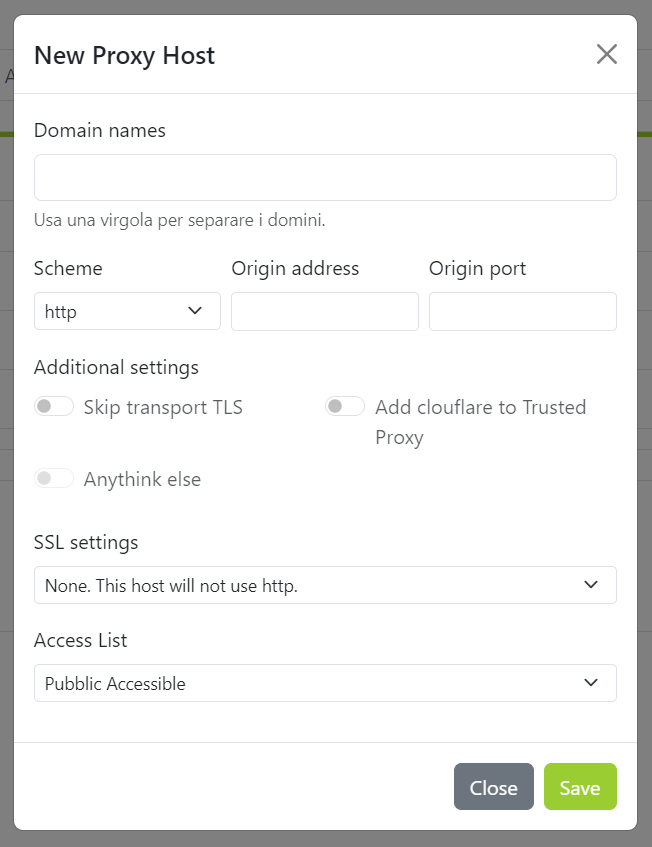 New Proxy Host
Domain names
Usa una virgola per separare i domini.
Scheme
Origin address
Origin port
http
Additional settings
Skip transport TLS
Add clouflare to Trusted
Proxy
Anythink else
SSL settings
None. This host will not use http.
Access List
Pubblic Accessible
Close
Save